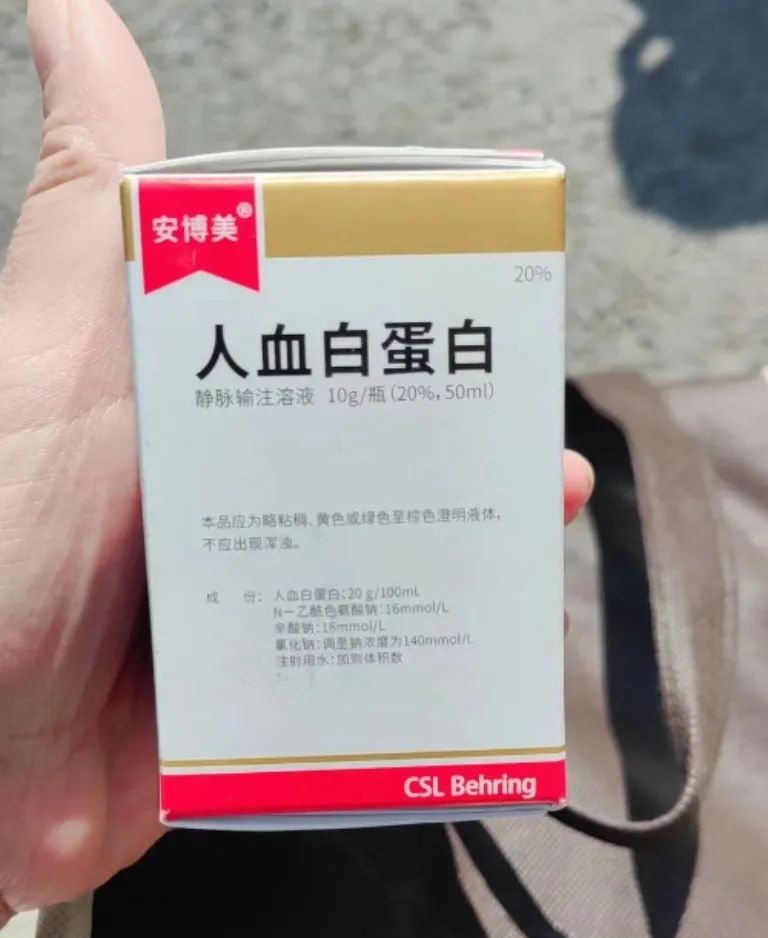 安博美®
20%
人血白蛋白
静脉输注溶液 10g/瓶(20%,50ml)
本品应为略粘稠、黄色或绿色至棕色澄明液体,
不应出现浑浊。
成 份: 人血白蛋白:20 g/100mL
N-乙酰色氨酸钠:16mmol/L
辛酸钠:16mmol/L
氯化钠:调至钠浓度为140mmol/L
注射用水:加到体积数
CSL Behring